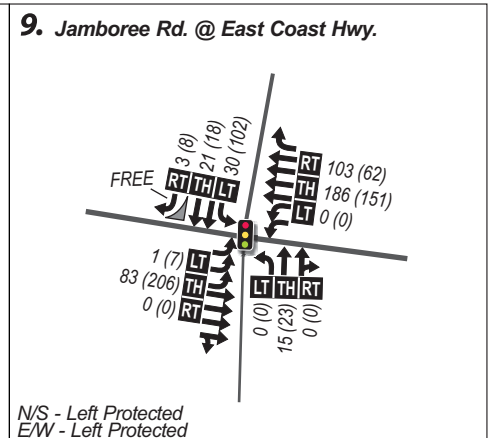 9. Jamboree Rd. @ East Coast Hwy.
3 (8)
21 (18)
30 (102)
FREE
RT TH LT
RT 103 (62)
TH 186 (151)
LT 0 (0)
1 (7) LT
83 (206) TH
0 (0) RT
LT TH RT
0 (0)
15 (23)
0 (0)
N/S - Left Protected
E/W - Left Protected